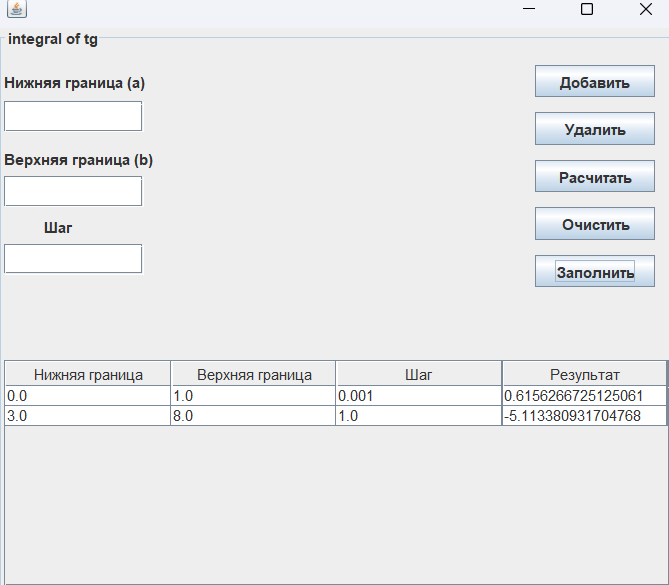 integral of tg
Нижняя граница (a)
Добавить
Удалить
Верхняя граница (b)
Расчитать
Шаг
Очистить
Заполнить
Нижняя граница Верхняя граница Шаг Результат
0.0 1.0 0.001 0.6156266725125061
3.0 8.0 1.0 -5.113380931704768